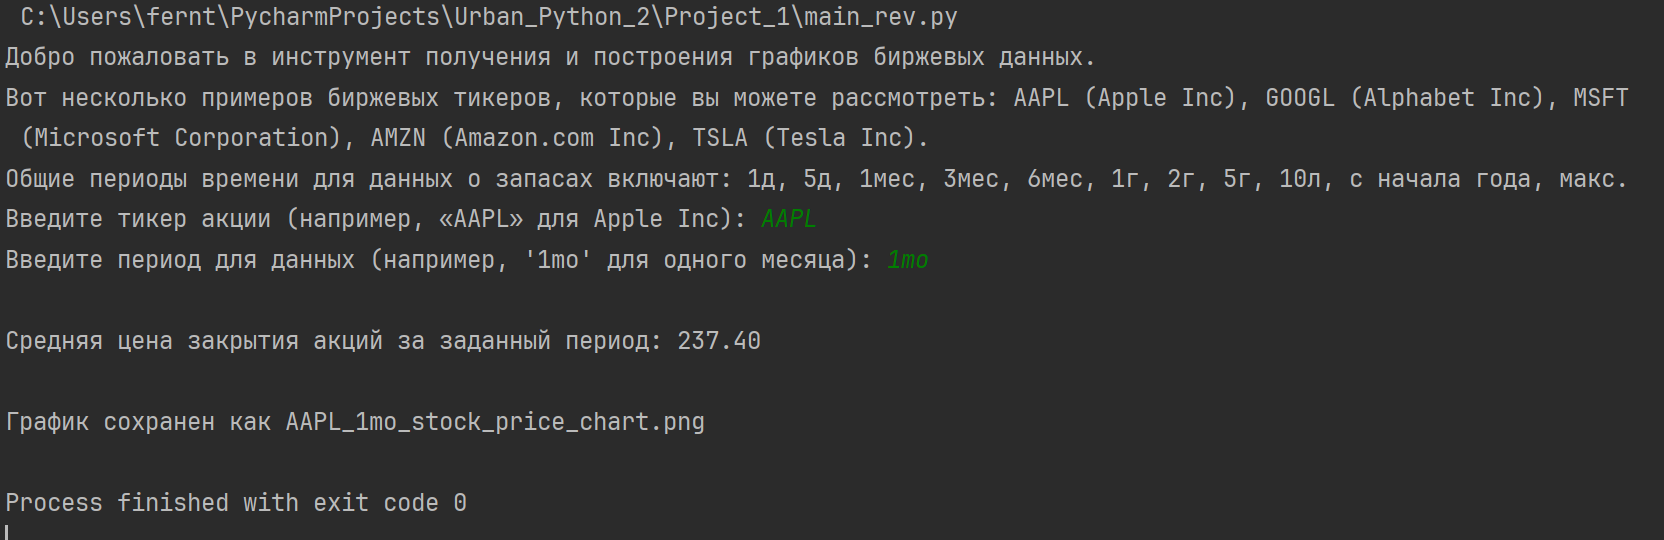 C:\Users\fernt\PycharmProjects\Urban_Python_2\Project_1\main_rev.py
Добро пожаловать в инструмент получения и построения графиков биржевых данных.
Вот несколько примеров биржевых тикеров, которые вы можете рассмотреть: AAPL (Apple Inc), GOOGL (Alphabet Inc), MSFT
(Microsoft Corporation), AMZN (Amazon.com Inc), TSLA (Tesla Inc).
Общие периоды времени для данных о запасах включают: 1д, 5д, 1мес, 3мес, 6мес, 1г, 2г, 5г, 10л, с начала года, макс.
Введите тикер акции (например, «AAPL» для Apple Inc): AAPL
Введите период для данных (например, '1mo' для одного месяца): 1mo
Средняя цена закрытия акций за заданный период: 237.40
График сохранен как AAPL_1mo_stock_price_chart.png
Process finished with exit code 0